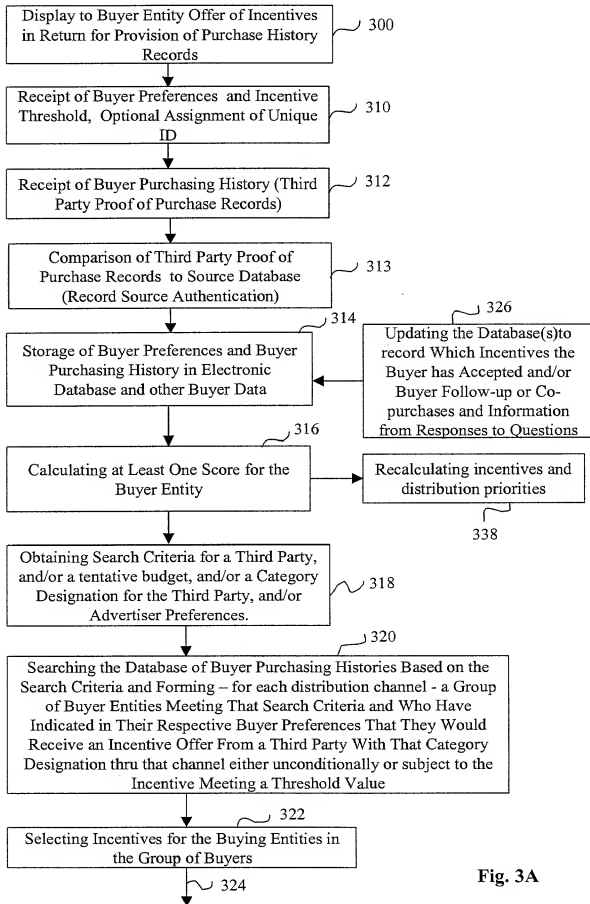 Display to Buyer Entity Offer of Incentives
in Return for Provision of Purchase History
Records
300
Receipt of Buyer Preferences and Incentive
Threshold, Optional Assignment of Unique
ID
310
Receipt of Buyer Purchasing History (Third
Party Proof of Purchase Records)
312
Comparison of Third Party Proof of
Purchase Records to Source Database
(Record Source Authentication)
313
314
Storage of Buyer Preferences and Buyer
Purchasing History in Electronic
Database and other Buyer Data
326
Updating the Database(s)to
record Which Incentives the
Buyer has Accepted and/or
Buyer Follow-up or Co-
purchases and Information
from Responses to Questions
316
Calculating at Least One Score for the
Buyer Entity
Recalculating incentives and
distribution priorities
338
Obtaining Search Criteria for a Third Party,
and/or a tentative budget, and/or a Category
Designation for the Third Party, and/or
Advertiser Preferences.
318
320
Searching the Database of Buyer Purchasing Histories Based on the
Search Criteria and Forming – for each distribution channel - a Group
of Buyer Entities Meeting That Search Criteria and Who Have
Indicated in Their Respective Buyer Preferences That They Would
Receive an Incentive Offer From a Third Party With That Category
Designation thru that channel either unconditionally or subject to the
Incentive Meeting a Threshold Value
322
Selecting Incentives for the Buying Entities in
the Group of Buyers
324
Fig. 3A